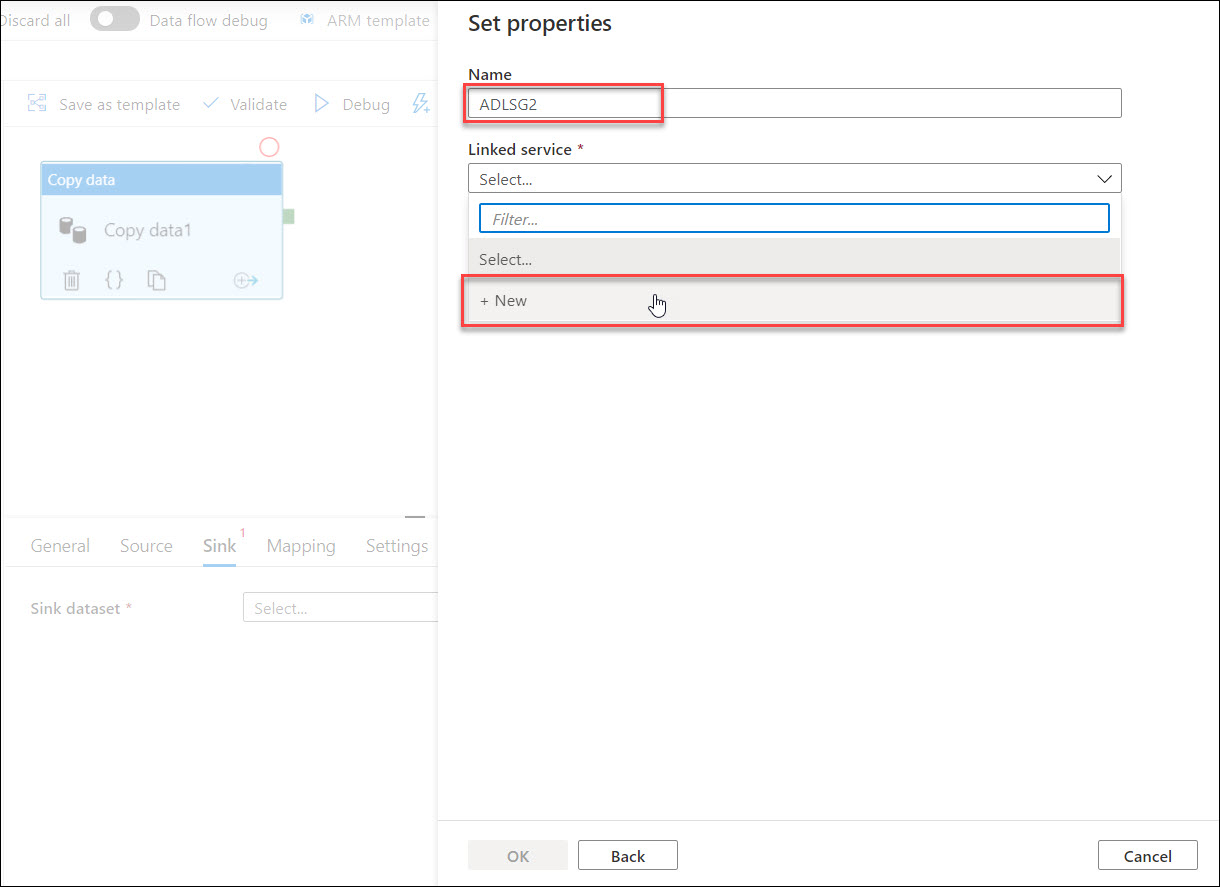 Discard all
Data flow debug
ARM template
Save as template
Validate
Debug
Copy data
Copy data1
General
Source
Sink
1
Mapping
Settings
Sink dataset *
Select...
Set properties
Name
ADLSG2
Linked service *
Select...
Filter...
Select...
+ New
OK
Back
Cancel